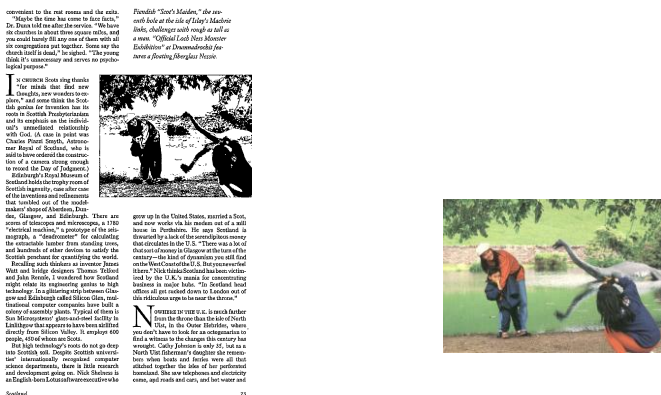 convenient to the rest rooms and the exits.
"Maybe the time has come to face facts,"
Dr. Dunn told me after the service. "We have
six churches in about three square miles, and
you could barely fill any one of them with all
six congregations put together. Some say the
church itself is dead," he sighed. "The young
think it's unnecessary and serves no psycho-
logical purpose."
IN CHURCH Scots sing thanks
"for minds that find new
thoughts, new wonders to ex-
plore," and some think the Scot-
tish genius for invention has its
roots in Scottish Presbyterianism
and its emphasis on the individ-
ual's unmediated relationship
with God. (A case in point was
Charles Piazzi Smyth, Astrono-
mer Royal of Scotland, who is
said to have ordered the construc-
tion of a camera strong enough
to record the Day of Judgment.)
Edinburgh's Royal Museum of
Scotland holds the trophy room of
Scottish ingenuity, case after case
of the inventions and refinements
that tumbled out of the model-
makers' shops of Aberdeen, Dun-
dee, Glasgow, and Edinburgh. There are
scores of telescopes and microscopes, a 1780
"electrical machine," a prototype of the seis-
mograph, a "dendrometer" for calculating
the extractable lumber from standing trees,
and hundreds of other devices to satisfy the
Scottish penchant for quantifying the world.
Recalling such thinkers as inventor James
Watt and bridge designers Thomas Telford
and John Rennie, I wondered how Scotland
might relate its engineering genius to high
technology. In a glittering strip between Glas-
gow and Edinburgh called Silicon Glen, mul-
tinational computer companies have built a
colony of assembly plants. Typical of them is
Sun Microsystems' glass-and-steel facility in
Linlithgow that appears to have been airlifted
directly from Silicon Valley. It employs 600
people, 450 of whom are Scots.
But high technology's roots do not go deep
into Scottish soil. Despite Scottish universi-
ties' internationally recognized computer
science departments, there is little research
and development going on. Nick Shelness is
an English-born Lotus software executive who
Fiendish "Scot's Maiden," the sev-
enth hole at the isle of Islay's Machrie
links, challenges with rough as tall as
a man. "Official Loch Ness Monster
Exhibition" at Drumnadrochit fea-
tures a floating fiberglass Nessie.
grew up in the United States, married a Scot,
and now works via his modem out of a mill
house in Perthshire. He says Scotland is
thwarted by a lack of the serendipitous money
that circulates in the U.S. "There was a lot of
that sort of money in Glasgow at the turn of the
century—the kind of dynamism you still find
on the West Coast of the U.S. But you never feel
it here." Nick thinks Scotland has been victim-
ized by the U.K.'s mania for concentrating
business in major hubs. "In Scotland head
offices all get sucked down to London out of
this ridiculous urge to be near the throne."
NOWHERE IN THE U.K. is much farther
from the throne than the isle of North
Uist, in the Outer Hebrides, where
you don't have to look for an octogenarian to
find a witness to the changes this century has
wrought. Cathy Johnson is only 35, but as a
North Uist fisherman's daughter she remem-
bers when boats and ferries were all that
stitched together the isles of her perforated
homeland. She saw telephones and electricity
come, and roads and cars, and hot water and
Scotland
23